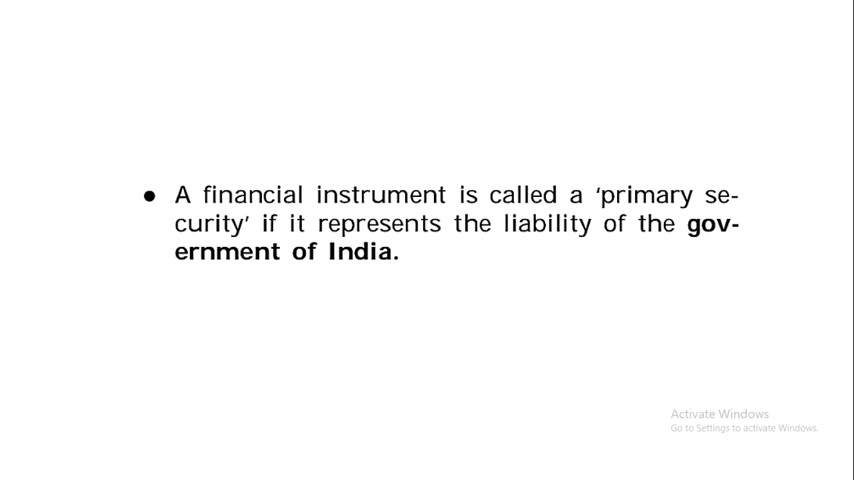 ● A financial instrument is called a ‘primary se-
curity’ if it represents the liability of the gov-
ernment of India.
Activate Windows
Go to Settings to activate Windows.